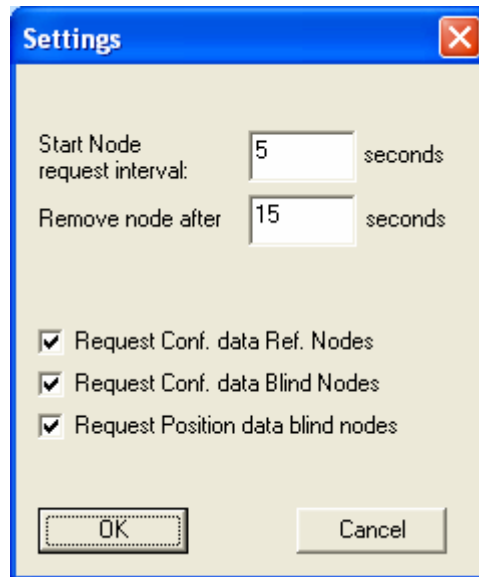 Settings
Start Node
request interval:
5 seconds
Remove node after 15 seconds
Request Conf. data Ref. Nodes
Request Conf. data Blind Nodes
Request Position data blind nodes
OK Cancel